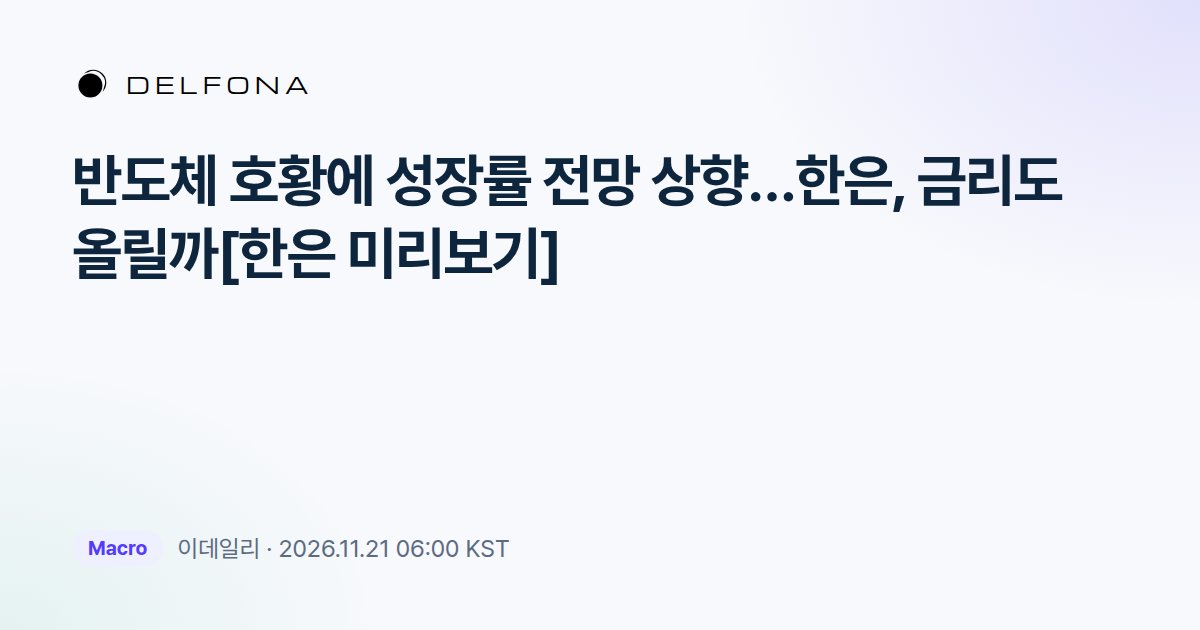 DELFONA
반도체 호황에 성장률 전망 상향…한은, 금리도
올릴까[한은 미리보기]
Macro 이데일리 · 2026.11.21 06:00 KST